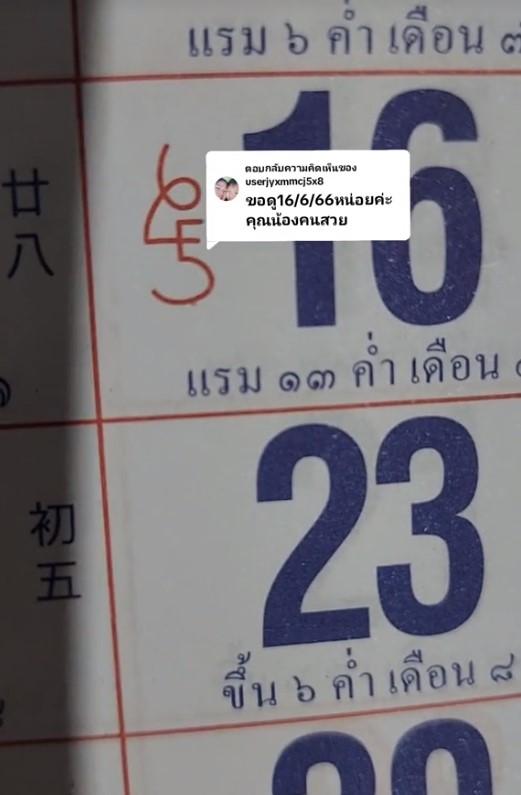 แรม ๖ ค่ำ เดือน ๗
16
廿八
ตอบกลับความคิดเห็นของ
userjyxmmcj5x8
ขอดู16/6/66หน่อยค่ะ
คุณน้องคนสวย
แรม ๑๓ ค่ำ เดือน
23
初五
ขึ้น ๖ ค่ำ เดือน ๘